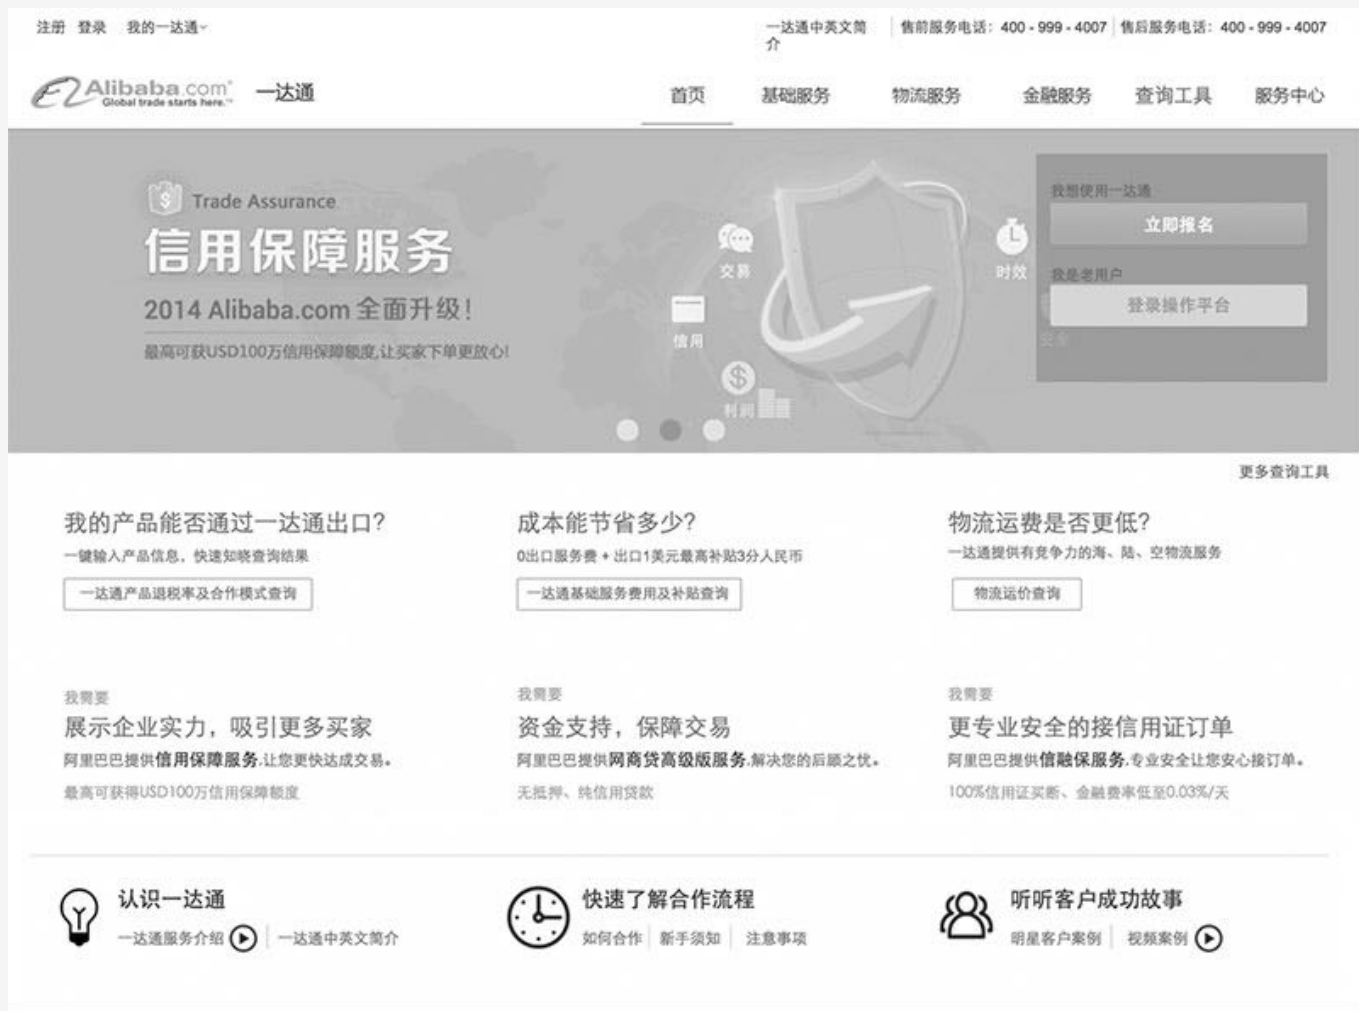 注册 登录 我的一达通
一达通中英文简
介
售前服务电话：400 - 999 - 4007
售后服务电话：400 - 999 - 4007
Alibaba.com
Global trade starts here.™
一达通
首页 基础服务 物流服务 金融服务 查询工具 服务中心
Trade Assurance
信用保障服务
2014 Alibaba.com 全面升级！
最高可获USD100万信用保障额度,让买家下单更放心!
交易
信用
利润
时效
安全
我想使用一达通
立即报名
我是老用户
登录操作平台
更多查询工具
我的产品能否通过一达通出口?
一键输入产品信息，快速知晓查询结果
一达通产品退税率及合作模式查询
成本能节省多少?
0出口服务费 + 出口1美元最高补贴3分人民币
一达通基础服务费用及补贴查询
物流运费是否更低?
一达通提供有竞争力的海、陆、空物流服务
物流运价查询
我需要
展示企业实力，吸引更多买家
阿里巴巴提供信用保障服务,让您更快达成交易。
最高可获得USD100万信用保障额度
我需要
资金支持，保障交易
阿里巴巴提供网商贷高级版服务,解决您的后顾之忧。
无抵押、纯信用贷款
我需要
更专业安全的接信用证订单
阿里巴巴提供信融保服务,专业安全让您安心接订单。
100%信用证买断、金融费率低至0.03%/天
认识一达通
一达通服务介绍 一达通中英文简介
快速了解合作流程
如何合作 新手须知 注意事项
听听客户成功故事
明星客户案例 视频案例